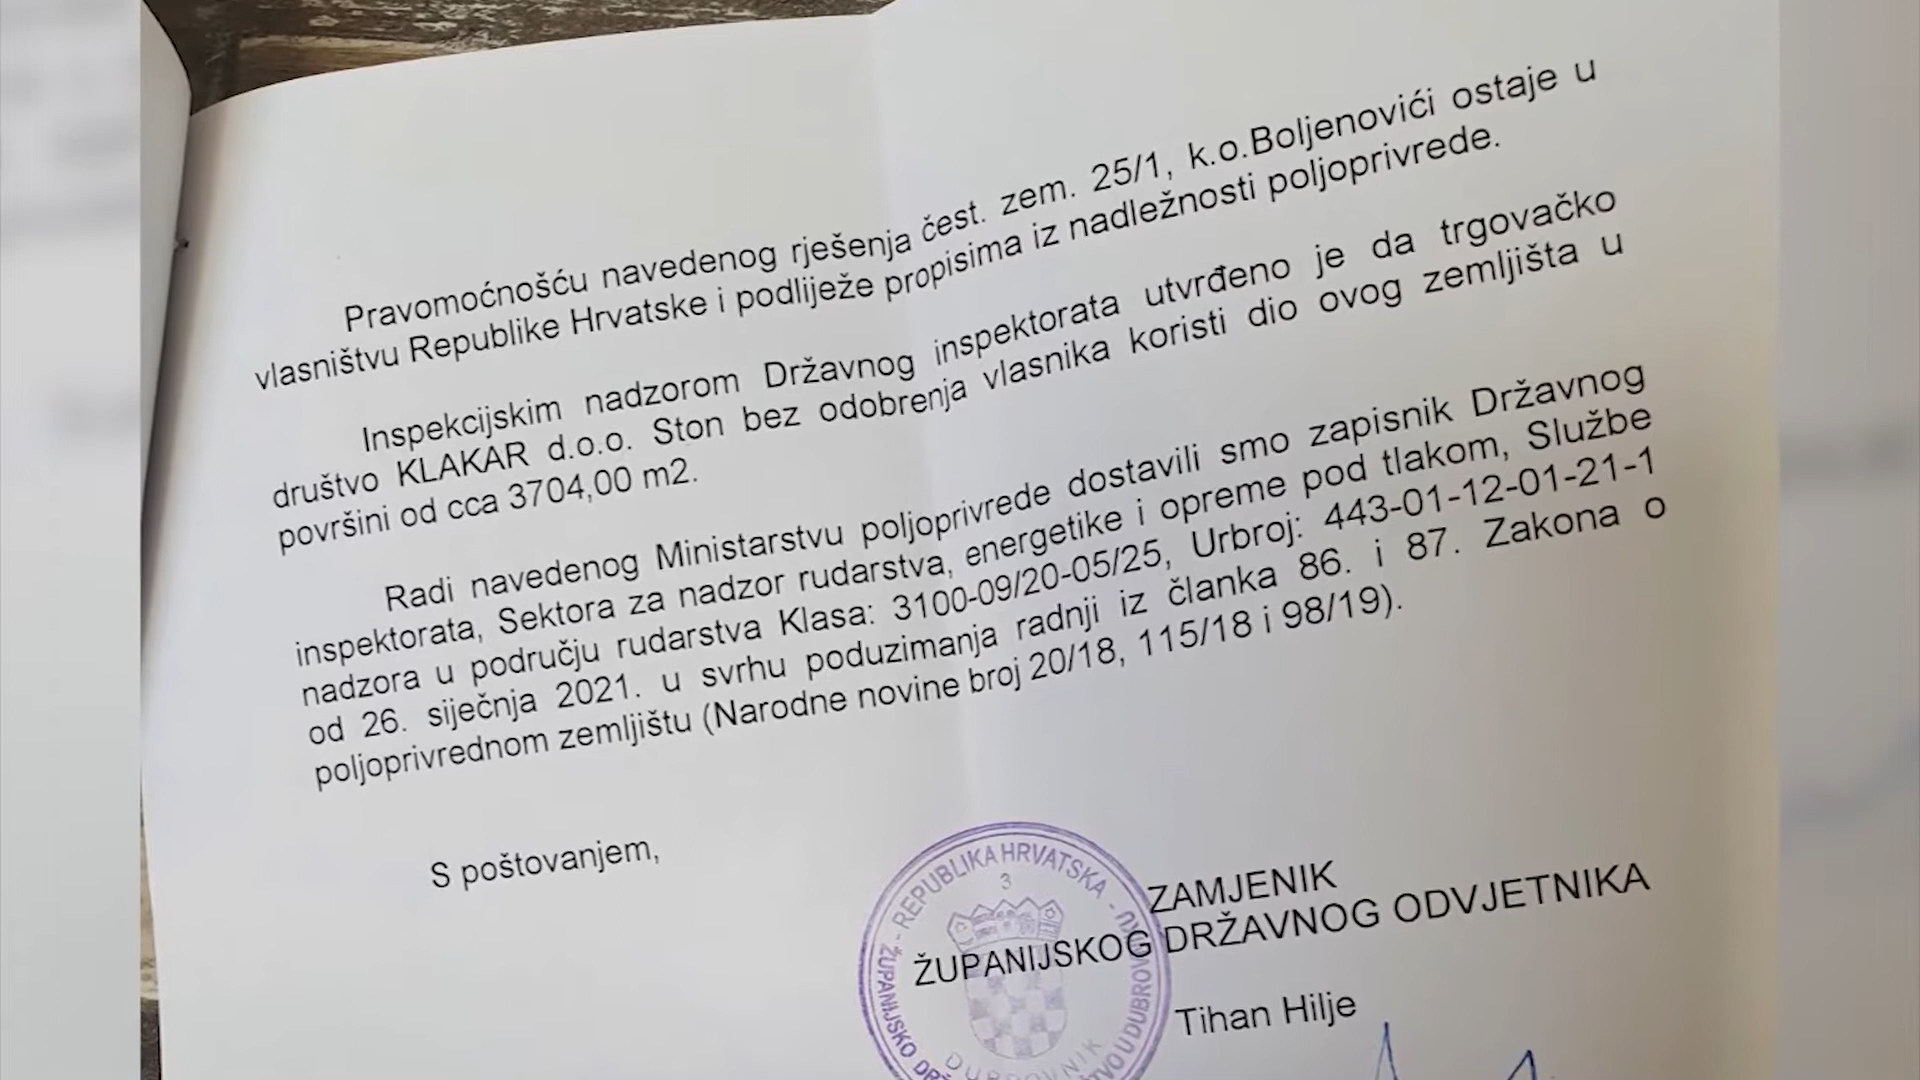 Pravomoćnošću navedenog rješenja čest. zem. 25/1, k.o.Boljenovići ostaje u
vlasništvu Republike Hrvatske i podliježe propisima iz nadležnosti poljoprivrede.
Inspekcijskim nadzorom Državnog inspektorata utvrđeno je da trgovačko
društvo KLAKAR d.o.o. Ston bez odobrenja vlasnika koristi dio ovog zemljišta u
površini od cca 3704,00 m2.
Radi navedenog Ministarstvu poljoprivrede dostavili smo zapisnik Državnog
inspektorata, Sektora za nadzor rudarstva, energetike i opreme pod tlakom, Službe
nadzora u području rudarstva Klasa: 3100-09/20-05/25, Urbroj: 443-01-12-01-21-1
od 26. siječnja 2021. u svrhu poduzimanja radnji iz članka 86. i 87. Zakona o
poljoprivrednom zemljištu (Narodne novine broj 20/18, 115/18 i 98/19).
S poštovanjem,
ZAMJENIK
ŽUPANIJSKOG DRŽAVNOG ODVJETNIKA
Tihan Hilje
- REPUBLIKA HRVATSKA -
3
ŽUPANIJSKO
U DUBROVNIKU
DUBROVNIK